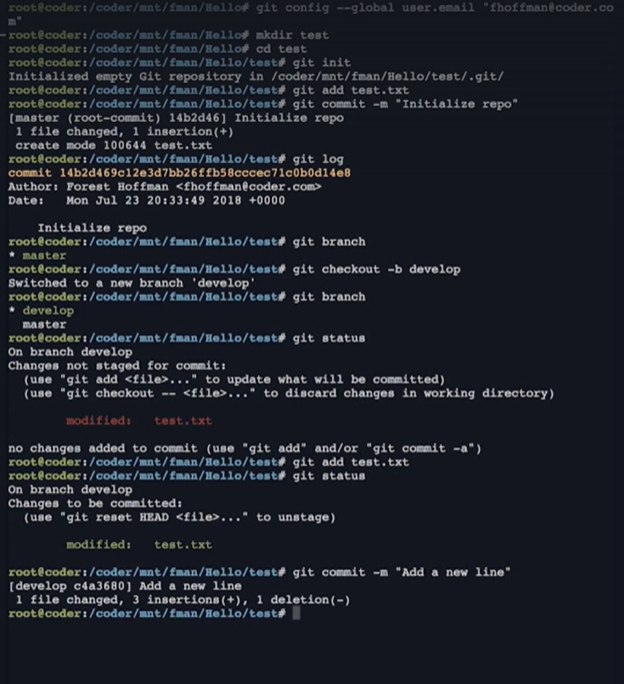 root@coder:/coder/mnt/fman/Hello# git config --global user.email "fhoffman@coder.co
m"
root@coder:/coder/mnt/fman/Hello# mkdir test
root@coder:/coder/mnt/fman/Hello# cd test
root@coder:/coder/mnt/fman/Hello/test# git init
Initialized empty Git repository in /coder/mnt/fman/Hello/test/.git/
root@coder:/coder/mnt/fman/Hello/test# git add test.txt
root@coder:/coder/mnt/fman/Hello/test# git commit -m "Initialize repo"
[master (root-commit) 14b2d46] Initialize repo
 1 file changed, 1 insertion(+)
 create mode 100644 test.txt
root@coder:/coder/mnt/fman/Hello/test# git log
commit 14b2d469c12e3d7bb26ffb58cccec71c0b0d14e8
Author: Forest Hoffman <fhoffman@coder.com>
Date:   Mon Jul 23 20:33:49 2018 +0000
    Initialize repo
root@coder:/coder/mnt/fman/Hello/test# git branch
* master
root@coder:/coder/mnt/fman/Hello/test# git checkout -b develop
Switched to a new branch 'develop'
root@coder:/coder/mnt/fman/Hello/test# git branch
* develop
  master
root@coder:/coder/mnt/fman/Hello/test# git status
On branch develop
Changes not staged for commit:
  (use "git add <file>..." to update what will be committed)
  (use "git checkout -- <file>..." to discard changes in working directory)
        modified:   test.txt
no changes added to commit (use "git add" and/or "git commit -a")
root@coder:/coder/mnt/fman/Hello/test# git add test.txt
root@coder:/coder/mnt/fman/Hello/test# git status
On branch develop
Changes to be committed:
  (use "git reset HEAD <file>..." to unstage)
        modified:   test.txt
root@coder:/coder/mnt/fman/Hello/test# git commit -m "Add a new line"
[develop c4a3680] Add a new line
 1 file changed, 3 insertions(+), 1 deletion(-)
root@coder:/coder/mnt/fman/Hello/test#